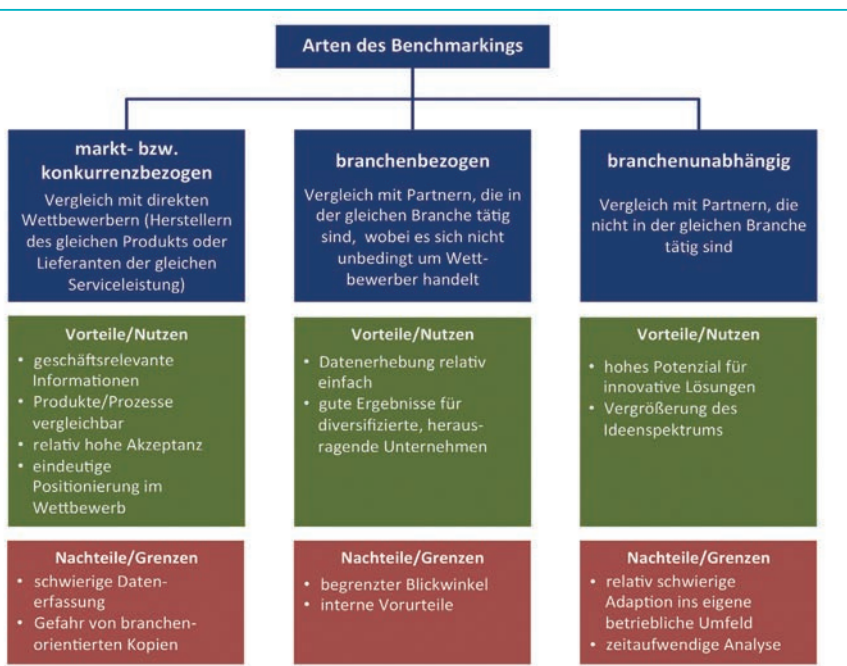 Arten des Benchmarkings
markt- bzw.
konkurrenzbezogen
Vergleich mit direkten
Wettbewerbern (Herstellern
des gleichen Produkts oder
Lieferanten der gleichen
Serviceleistung)
Vorteile/Nutzen
• geschäftsrelevante
Informationen
• Produkte/Prozesse
vergleichbar
• relativ hohe Akzeptanz
• eindeutige
Positionierung im
Wettbewerb
Nachteile/Grenzen
• schwierige Daten-
erfassung
• Gefahr von branchen-
orientierten Kopien
branchenbezogen
Vergleich mit Partnern, die in
der gleichen Branche tätig
sind, wobei es sich nicht
unbedingt um Wett-
bewerber handelt
Vorteile/Nutzen
• Datenerhebung relativ
einfach
• gute Ergebnisse für
diversifizierte, heraus-
ragende Unternehmen
Nachteile/Grenzen
• begrenzter Blickwinkel
• interne Vorurteile
branchenunabhängig
Vergleich mit Partnern, die
nicht in der gleichen Branche
tätig sind
Vorteile/Nutzen
• hohes Potenzial für
innovative Lösungen
• Vergrößerung des
Ideenspektrums
Nachteile/Grenzen
• relativ schwierige
Adaption ins eigene
betriebliche Umfeld
• zeitaufwendige Analyse